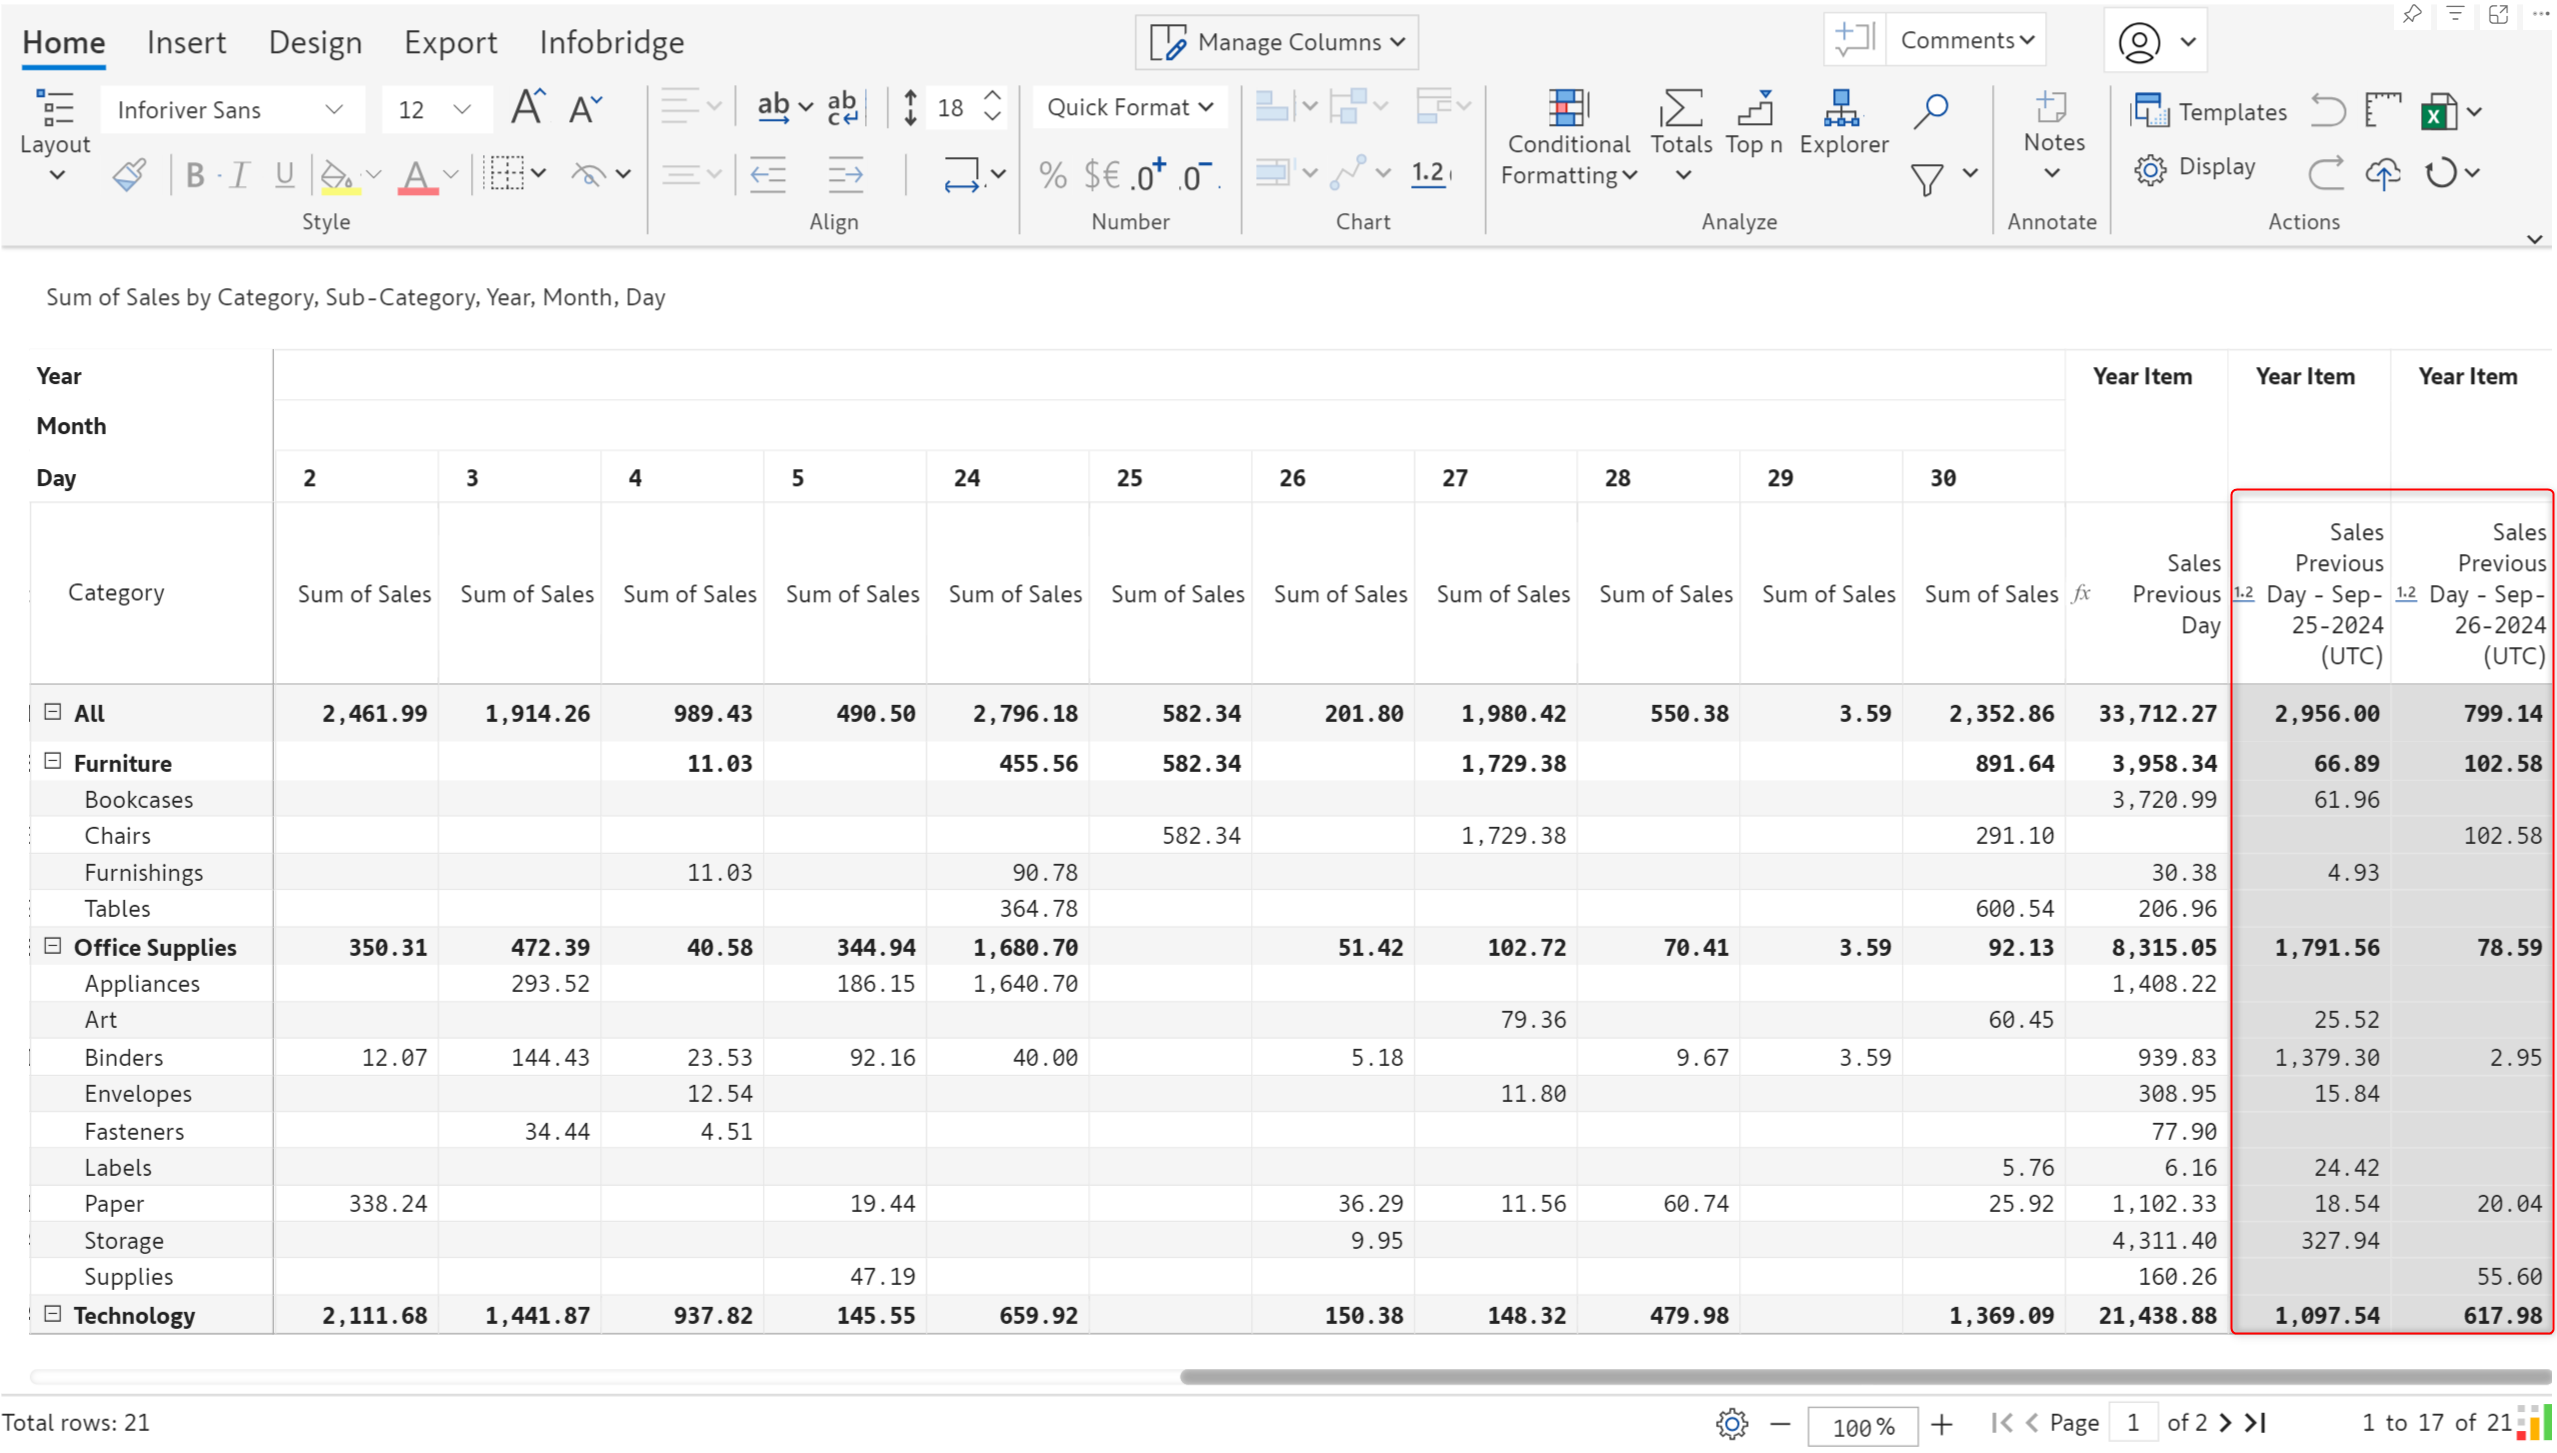 Home Insert Design Export Infobridge Manage Columns Comments
Layout Inforiver Sans 12 A A ab ab c 18 Quick Format Conditional Formatting Totals Top n Explorer Notes Templates
B I U A % $€ .0+ .0- 1.2 Display
Style Align Number Chart Analyze Annotate Actions
Sum of Sales by Category, Sub-Category, Year, Month, Day
Year Year Item Year Item Year Item
Month
Day 2 3 4 5 24 25 26 27 28 29 30
Category Sum of Sales Sum of Sales Sum of Sales Sum of Sales Sum of Sales Sum of Sales Sum of Sales Sum of Sales Sum of Sales Sum of Sales Sum of Sales fx Sales Previous Day 1.2 Sales Previous Day - Sep-25-2024 (UTC) 1.2 Sales Previous Day - Sep-26-2024 (UTC)
All 2,461.99 1,914.26 989.43 490.50 2,796.18 582.34 201.80 1,980.42 550.38 3.59 2,352.86 33,712.27 2,956.00 799.14
Furniture 11.03 455.56 582.34 1,729.38 891.64 3,958.34 66.89 102.58
Bookcases 3,720.99 61.96
Chairs 582.34 1,729.38 291.10 102.58
Furnishings 11.03 90.78 30.38 4.93
Tables 364.78 600.54 206.96
Office Supplies 350.31 472.39 40.58 344.94 1,680.70 51.42 102.72 70.41 3.59 92.13 8,315.05 1,791.56 78.59
Appliances 293.52 186.15 1,640.70 1,408.22
Art 79.36 60.45 25.52
Binders 12.07 144.43 23.53 92.16 40.00 5.18 9.67 3.59 939.83 1,379.30 2.95
Envelopes 12.54 11.80 308.95 15.84
Fasteners 34.44 4.51 77.90
Labels 5.76 6.16 24.42
Paper 338.24 19.44 36.29 11.56 60.74 25.92 1,102.33 18.54 20.04
Storage 9.95 4,311.40 327.94
Supplies 47.19 160.26 55.60
Technology 2,111.68 1,441.87 937.82 145.55 659.92 150.38 148.32 479.98 1,369.09 21,438.88 1,097.54 617.98
Total rows: 21 100 % Page 1 of 2 1 to 17 of 21